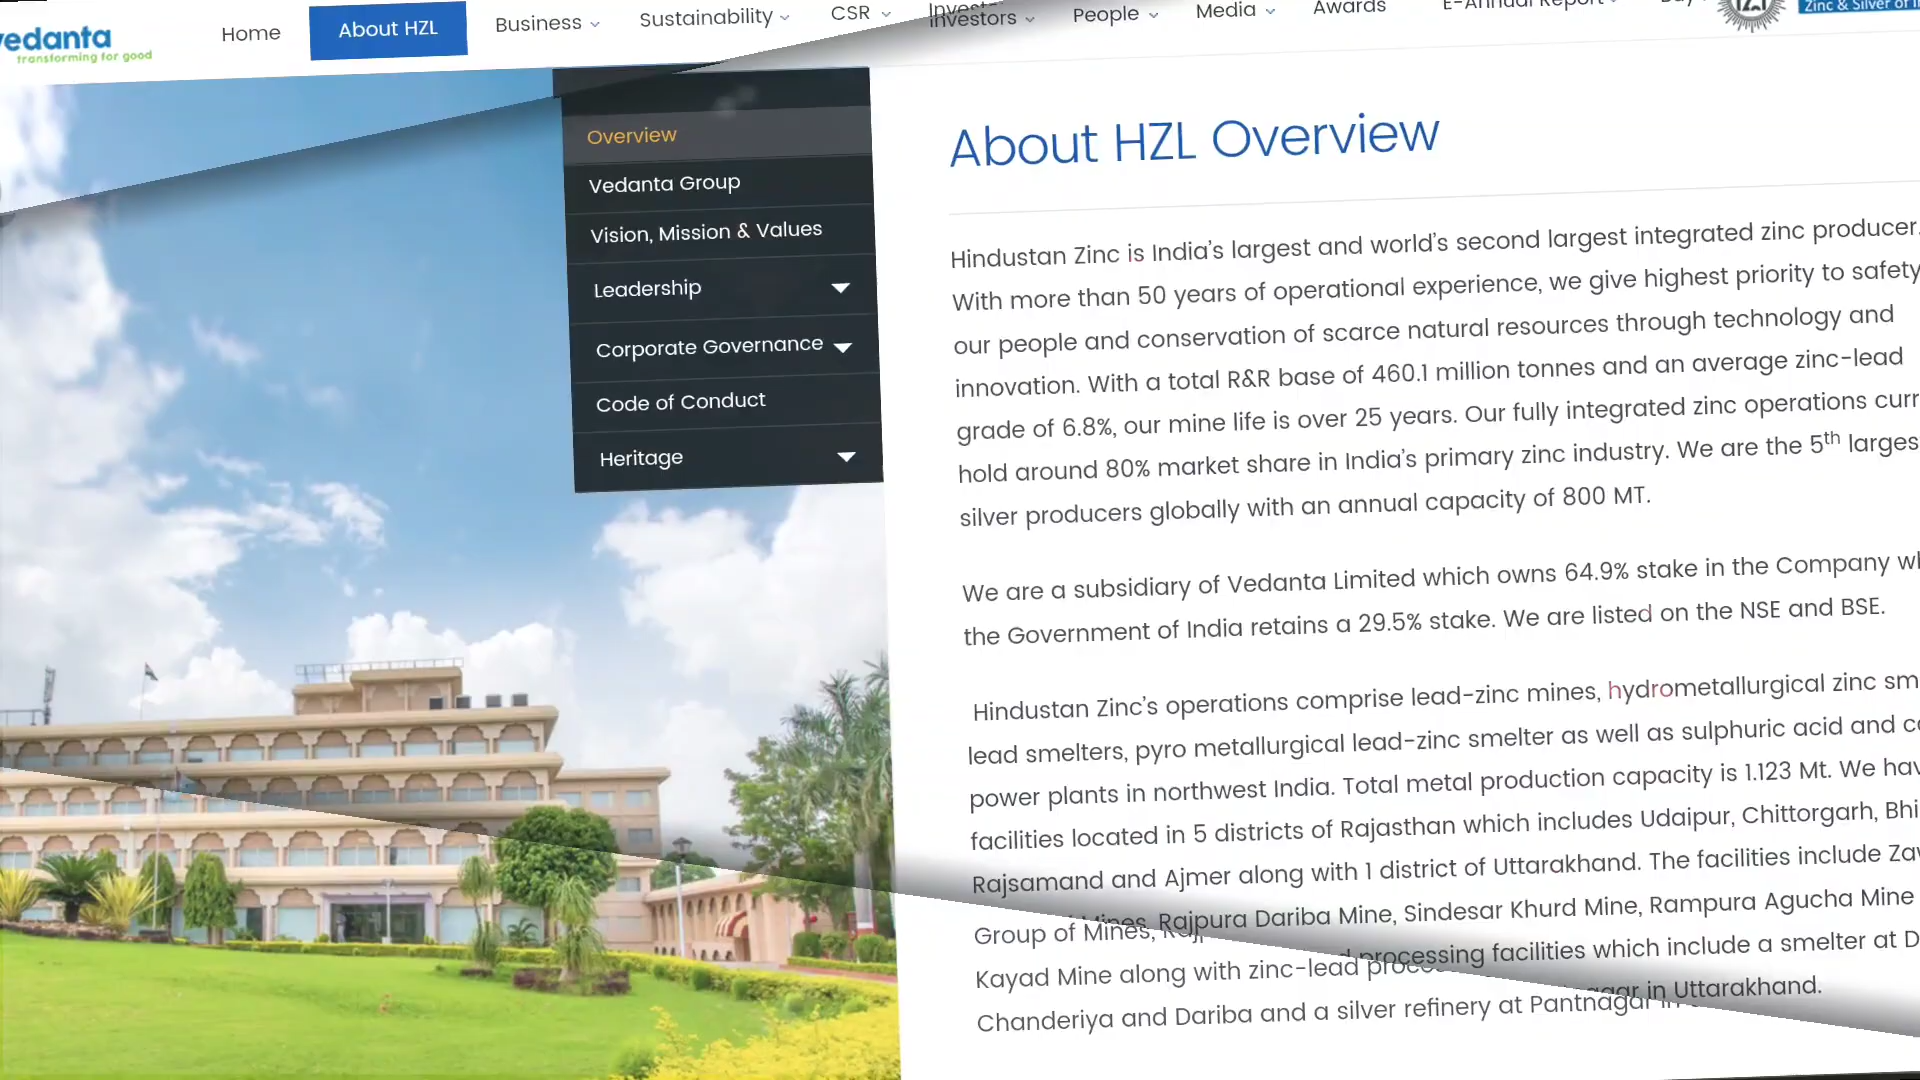 vedanta
transforming for good
Home
About HZL
Business
Sustainability
CSR
Investors
People
Media
Awards
E-Annual Report
Zinc & Silver of
Overview
Vedanta Group
Vision, Mission & Values
Leadership
Corporate Governance
Code of Conduct
Heritage
About HZL Overview
Hindustan Zinc is India's largest and world's second largest integrated zinc producer.
With more than 50 years of operational experience, we give highest priority to safety
our people and conservation of scarce natural resources through technology and
innovation. With a total R&R base of 460.1 million tonnes and an average zinc-lead
grade of 6.8%, our mine life is over 25 years. Our fully integrated zinc operations curr
hold around 80% market share in India's primary zinc industry. We are the 5th larges
silver producers globally with an annual capacity of 800 MT.
We are a subsidiary of Vedanta Limited which owns 64.9% stake in the Company wh
the Government of India retains a 29.5% stake. We are listed on the NSE and BSE.
Hindustan Zinc's operations comprise lead-zinc mines, hydrometallurgical zinc sm
lead smelters, pyro metallurgical lead-zinc smelter as well as sulphuric acid and c
power plants in northwest India. Total metal production capacity is 1.123 Mt. We hav
facilities located in 5 districts of Rajasthan which includes Udaipur, Chittorgarh, Bhi
Rajsamand and Ajmer along with 1 district of Uttarakhand. The facilities include Zaw
Group of Mines, Rajpura Dariba Mine, Sindesar Khurd Mine, Rampura Agucha Mine
Kayad Mine along with zinc-lead processing facilities which include a smelter at D
Chanderiya and Dariba and a silver refinery at Pantnagar in Uttarakhand.